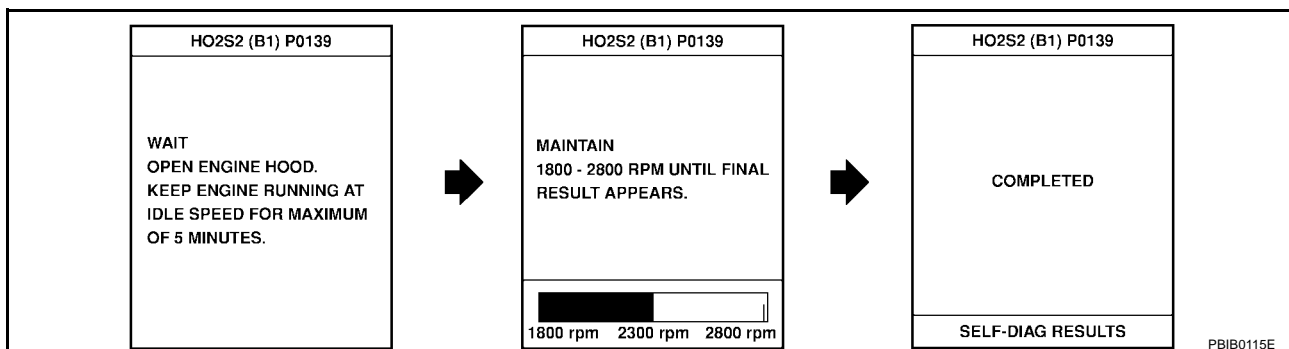 HO2S2 (B1) P0139
WAIT
OPEN ENGINE HOOD.
KEEP ENGINE RUNNING AT
IDLE SPEED FOR MAXIMUM
OF 5 MINUTES.
HO2S2 (B1) P0139
MAINTAIN
1800 - 2800 RPM UNTIL FINAL
RESULT APPEARS.
1800 rpm 2300 rpm 2800 rpm
HO2S2 (B1) P0139
COMPLETED
SELF-DIAG RESULTS
PBIB0115E